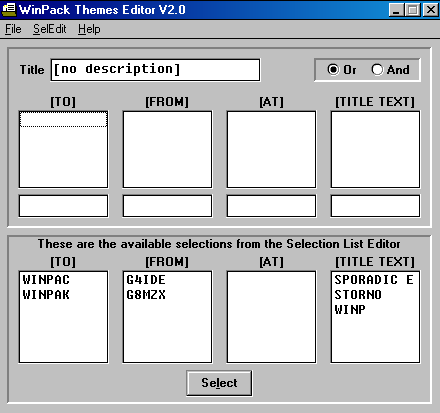 WinPack Themes Editor V2.0
File SelEdit Help
Title [no description] Or And
[TO] [FROM] [AT] [TITLE TEXT]
These are the available selections from the Selection List Editor
[TO] [FROM] [AT] [TITLE TEXT]
WINPAC G4IDE SPORADIC E
WINPAK G8MZX STORNO
WINP
Select